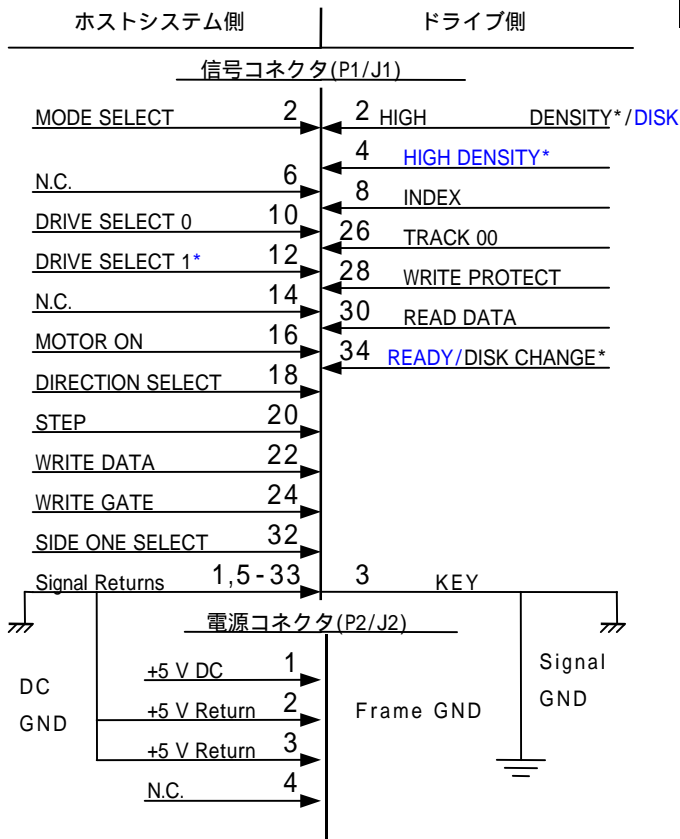 ホストシステム側 ドライブ側
信号コネクタ(P1/J1)
MODE SELECT 2 2 HIGH DENSITY*/DISK
4 HIGH DENSITY*
N.C. 6
8 INDEX
DRIVE SELECT 0 10
26 TRACK 00
DRIVE SELECT 1* 12
28 WRITE PROTECT
N.C. 14
30 READ DATA
MOTOR ON 16
34 READY/DISK CHANGE*
DIRECTION SELECT 18
STEP 20
WRITE DATA 22
WRITE GATE 24
SIDE ONE SELECT 32
Signal Returns 1,5-33 3 KEY
電源コネクタ(P2/J2)
+5 V DC 1
DC GND
+5 V Return 2
Frame GND
Signal GND
+5 V Return 3
N.C. 4